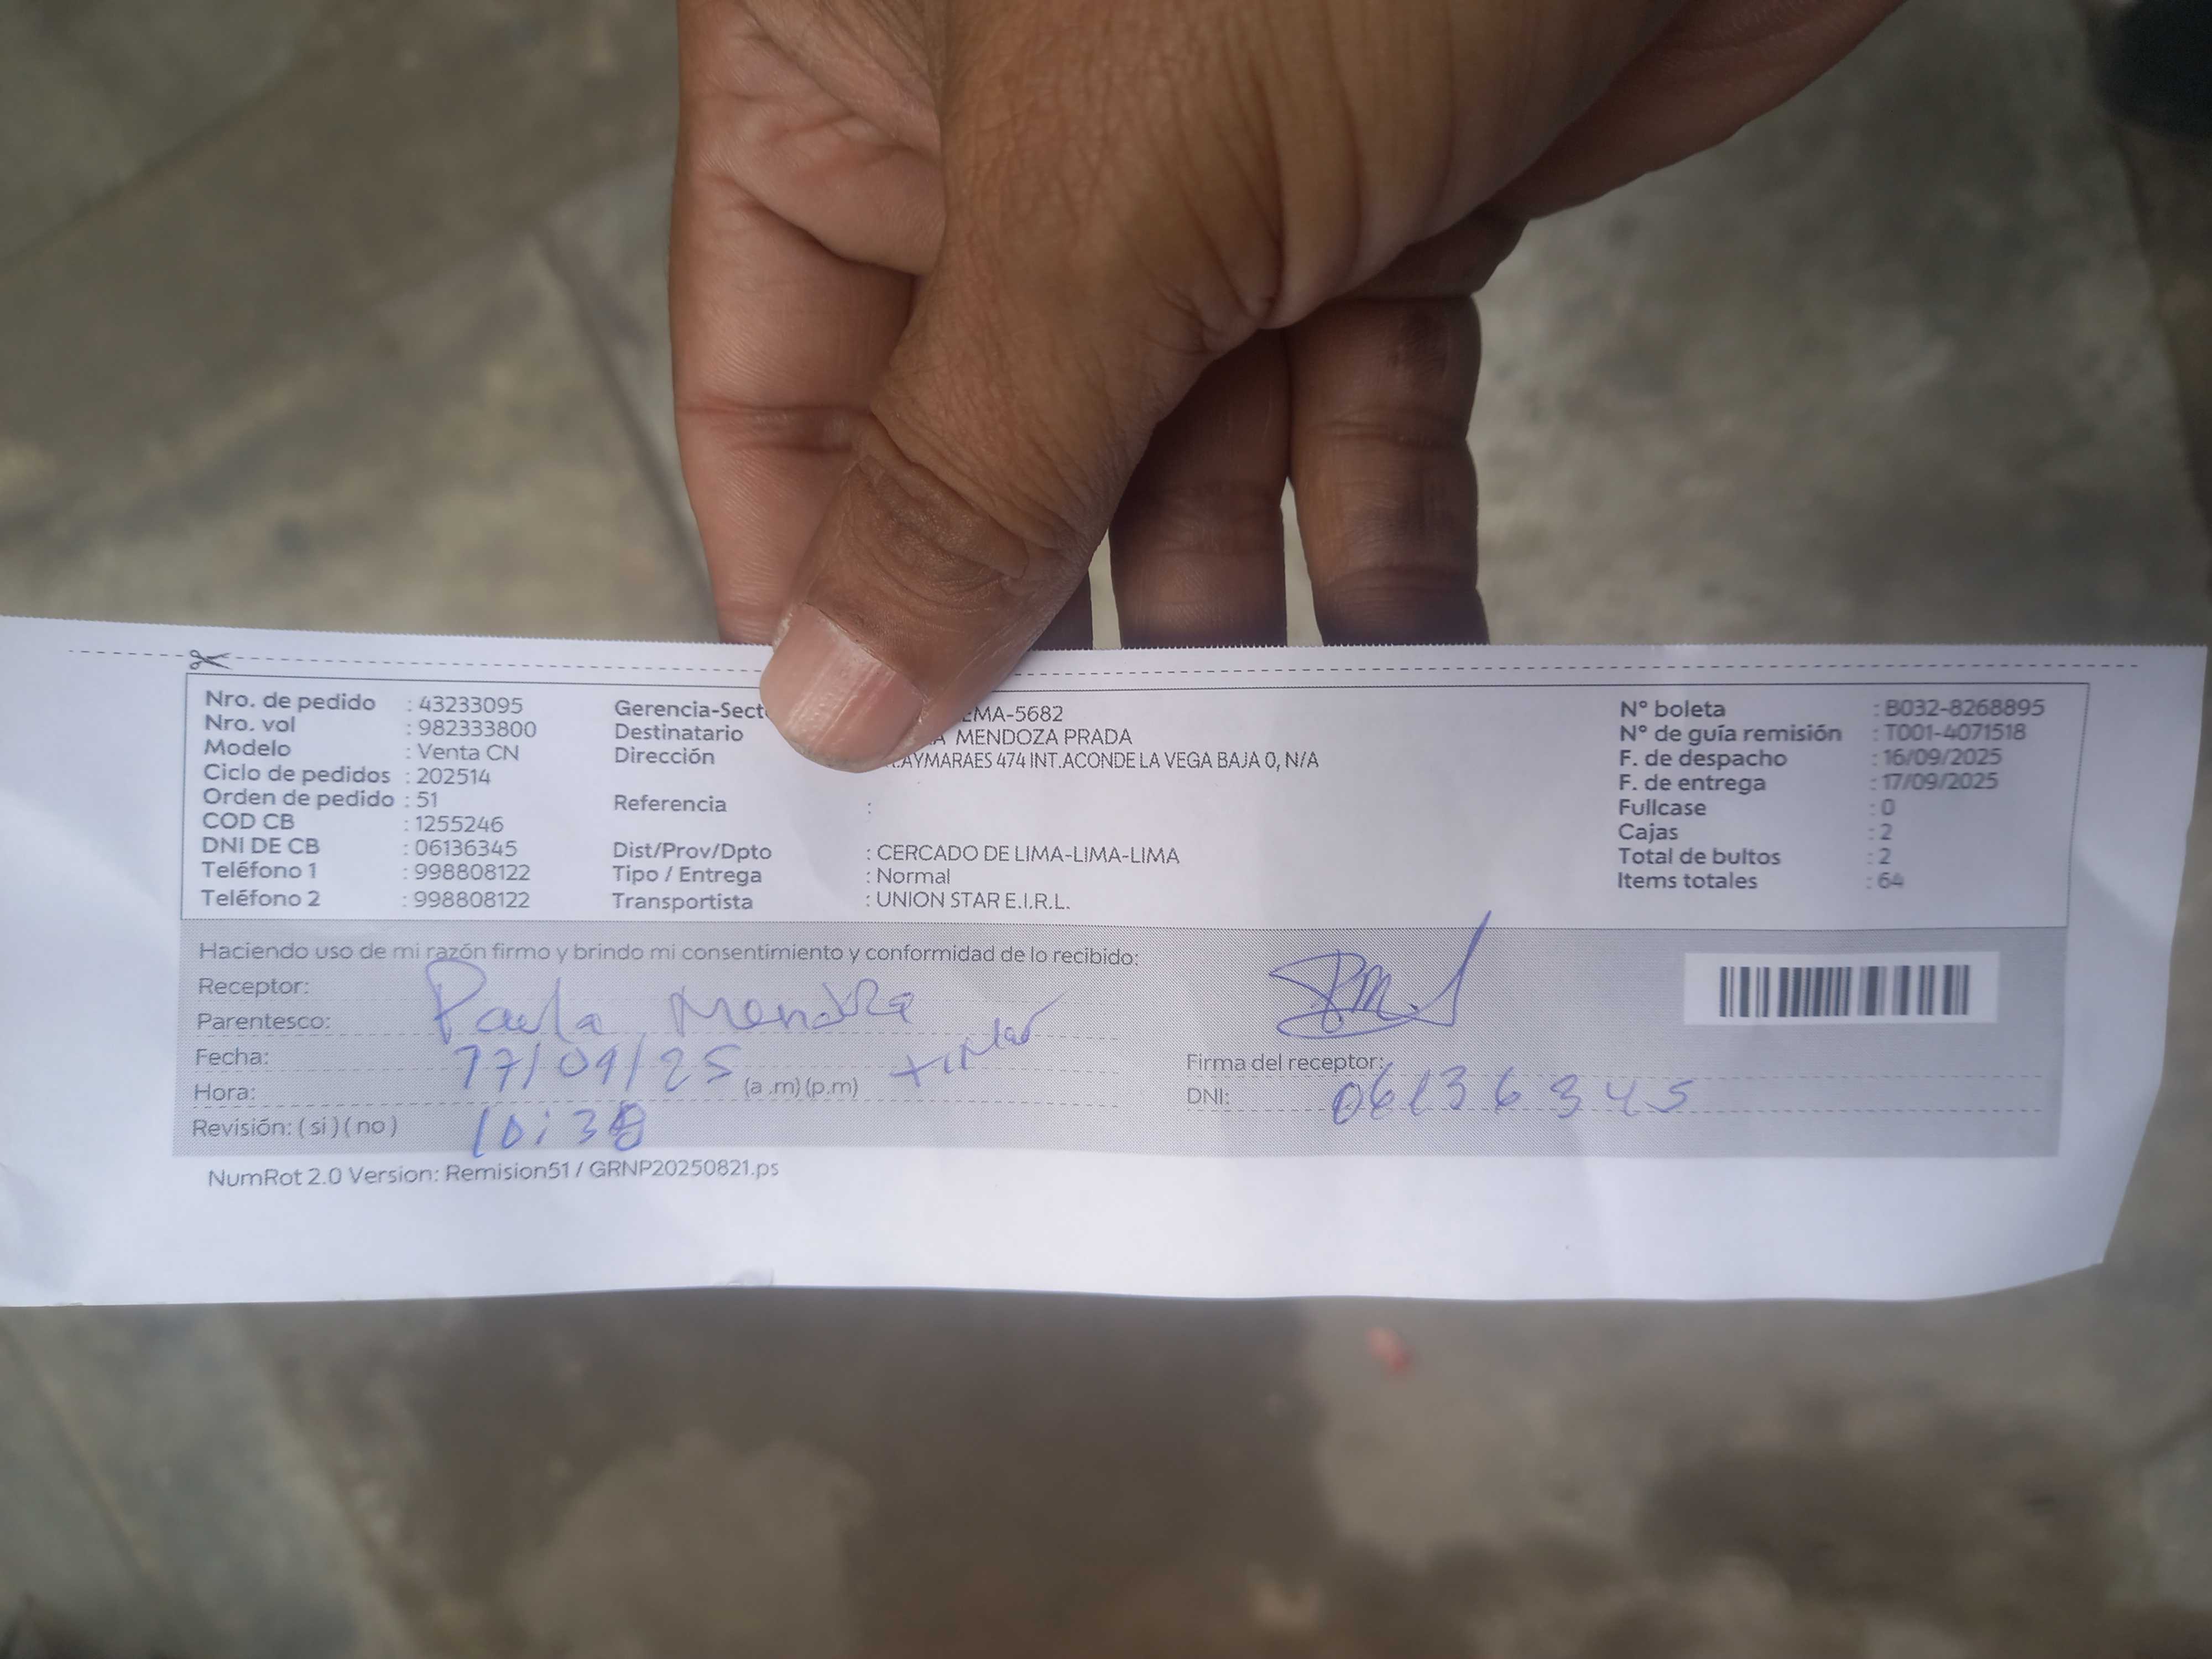 Nro. de pedido : 43233095
Nro. vol : 982333800
Modelo : Venta CN
Ciclo de pedidos : 202514
Orden de pedido : 51
COD CB : 1255246
DNI DE CB : 06136345
Teléfono 1 : 998808122
Teléfono 2 : 998808122
Gerencia-Sect EMA-5682
Destinatario A MENDOZA PRADA
Dirección .AYMARAES 474 INT.ACONDE LA VEGA BAJA 0, N/A
Referencia :
Dist/Prov/Dpto : CERCADO DE LIMA-LIMA-LIMA
Tipo / Entrega : Normal
Transportista : UNION STAR E.I.R.L.
N° boleta : B032-8268895
N° de guía remisión : T001-4071518
F. de despacho : 16/09/2025
F. de entrega : 17/09/2025
Fullcase : 0
Cajas : 2
Total de bultos : 2
Items totales : 64
Haciendo uso de mi razón firmo y brindo mi consentimiento y conformidad de lo recibido:
Receptor: Paula Mendoza
Parentesco:
Fecha: 17/09/25
Hora: (a .m) (p.m)
Revisión: ( si ) ( no ) 10:38
Firma del receptor:
DNI: 06136345
NumRot 2.0 Version: Remision51 / GRNP20250821.ps